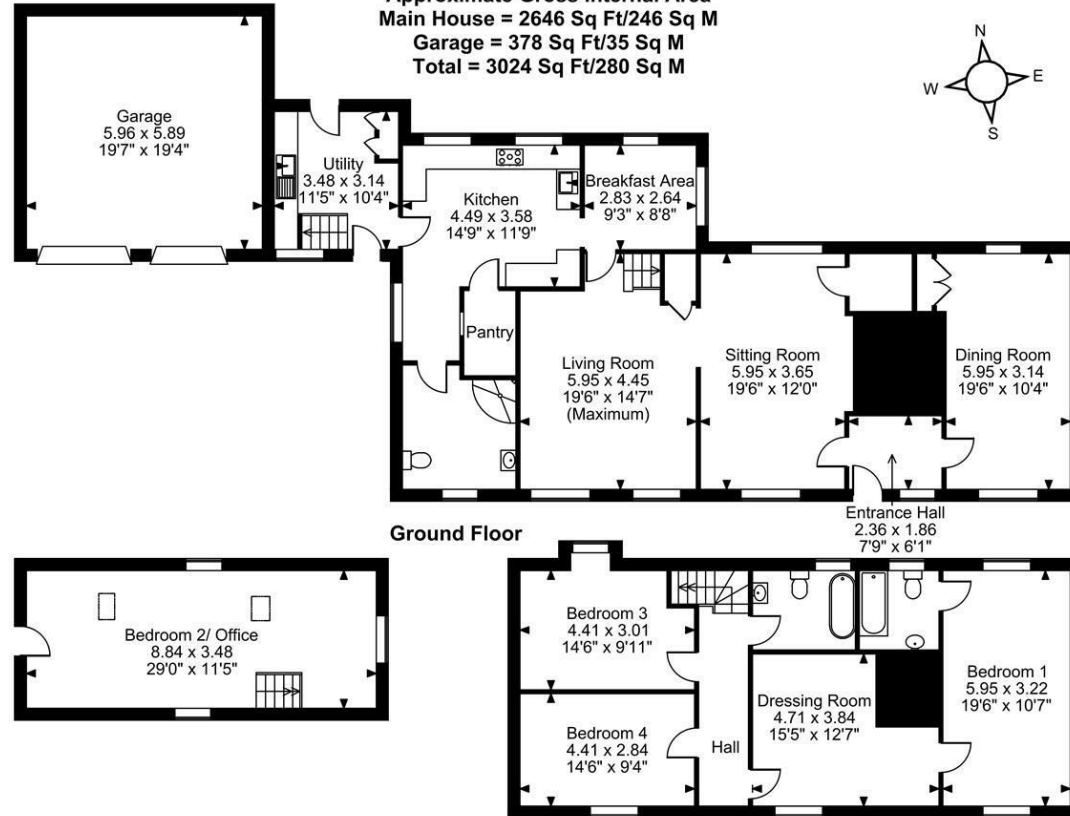 Approximate Gross Internal Area
Main House = 2646 Sq Ft/246 Sq M
Garage = 378 Sq Ft/35 Sq M
Total = 3024 Sq Ft/280 Sq M
N
W
E
S
Garage
5.96 x 5.89
19'7" x 19'4"
Utility
3.48 x 3.14
11'5" x 10'4"
Kitchen
4.49 x 3.58
14'9" x 11'9"
Breakfast Area
2.83 x 2.64
9'3" x 8'8"
Pantry
Living Room
5.95 x 4.45
19'6" x 14'7"
(Maximum)
Sitting Room
5.95 x 3.65
19'6" x 12'0"
Dining Room
5.95 x 3.14
19'6" x 10'4"
Entrance Hall
2.36 x 1.86
7'9" x 6'1"
Ground Floor
Bedroom 2/ Office
8.84 x 3.48
29'0" x 11'5"
Bedroom 3
4.41 x 3.01
14'6" x 9'11"
Bedroom 4
4.41 x 2.84
14'6" x 9'4"
Hall
Dressing Room
4.71 x 3.84
15'5" x 12'7"
Bedroom 1
5.95 x 3.22
19'6" x 10'7"